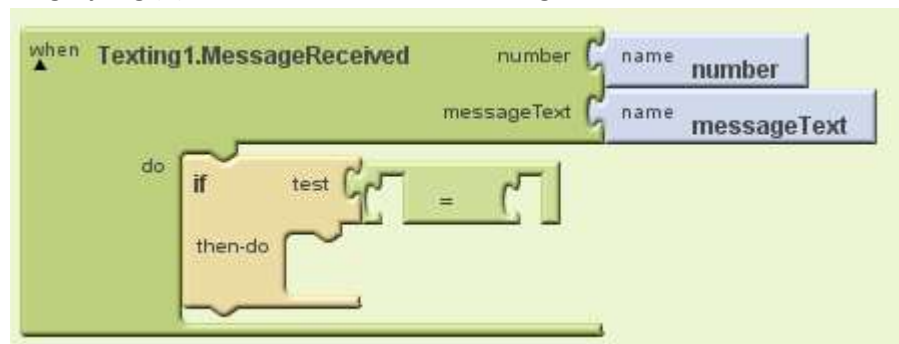 when Texting1.MessageReceived number name number
messageText name messageText
do if test =
then-do